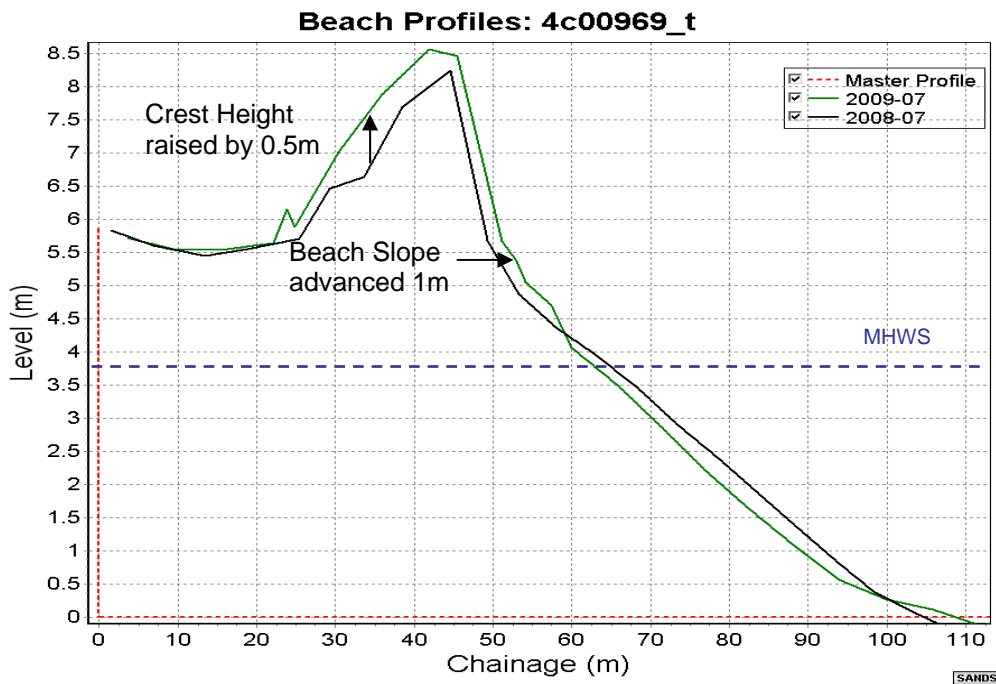 Beach Profiles: 4c00969_t
8.5
8
7.5
7
6.5
6
5.5
5
4.5
4
3.5
3
2.5
2
1.5
1
0.5
0
Level (m)
Crest Height
raised by 0.5m
Beach Slope
advanced 1m
Master Profile
2009-07
2008-07
MHWS
0 10 20 30 40 50 60 70 80 90 100 110
Chainage (m)
SANDS